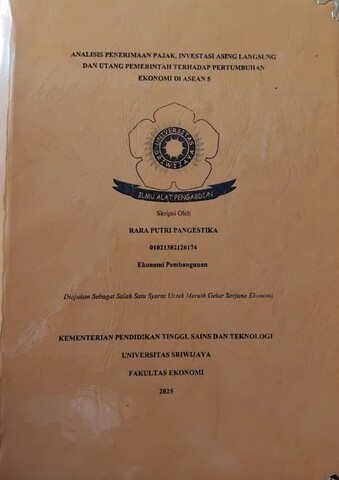 ANALISIS PENERIMAAN PAJAK, INVESTASI ASING LANGSUNG
DAN UTANG PEMERINTAH TERHADAP PERTUMBUHAN
EKONOMI DI ASEAN 5
UNIVERSITAS
SRIWIJAYA
ILMU ALAT PENGABDIAN
Skripsi Oleh
RARA PUTRI PANGESTIKA
01021382126174
Ekonomi Pembangunan
Diajukan Sebagai Salah Satu Syarat Untuk Meraih Gelar Sarjana Ekonomi
KEMENTERIAN PENDIDIKAN TINGGI, SAINS DAN TEKNOLOGI
UNIVERSITAS SRIWIJAYA
FAKULTAS EKONOMI
2025